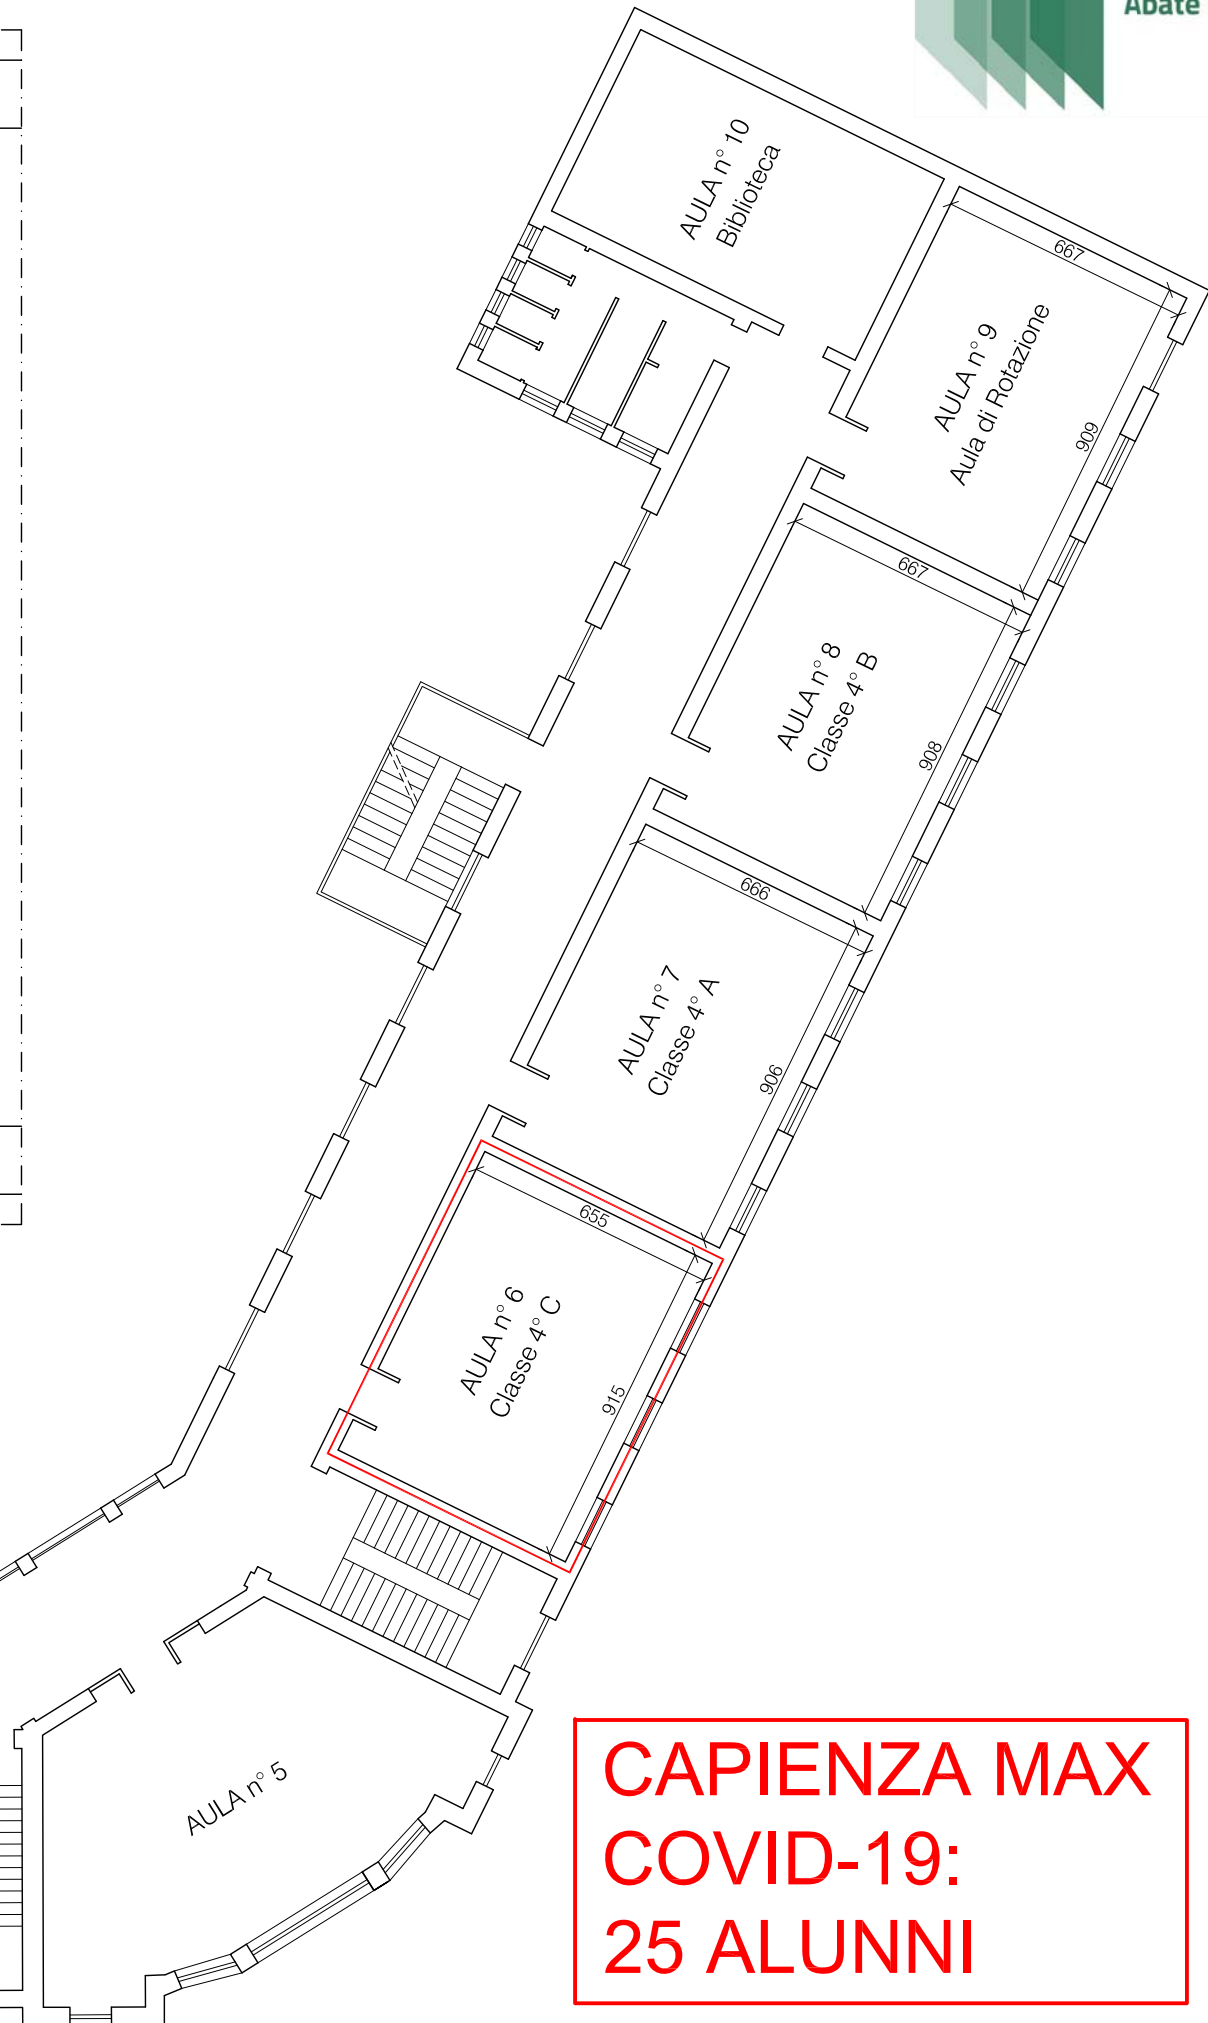 Abate
AULA n° 10
Biblioteca
667
AULA n° 9
Aula di Rotazione
909
667
AULA n° 8
Classe 4° B
908
666
AULA n° 7
Classe 4° A
906
655
AULA n° 6
Classe 4° C
915
AULA n° 5
CAPIENZA MAX
COVID-19:
25 ALUNNI